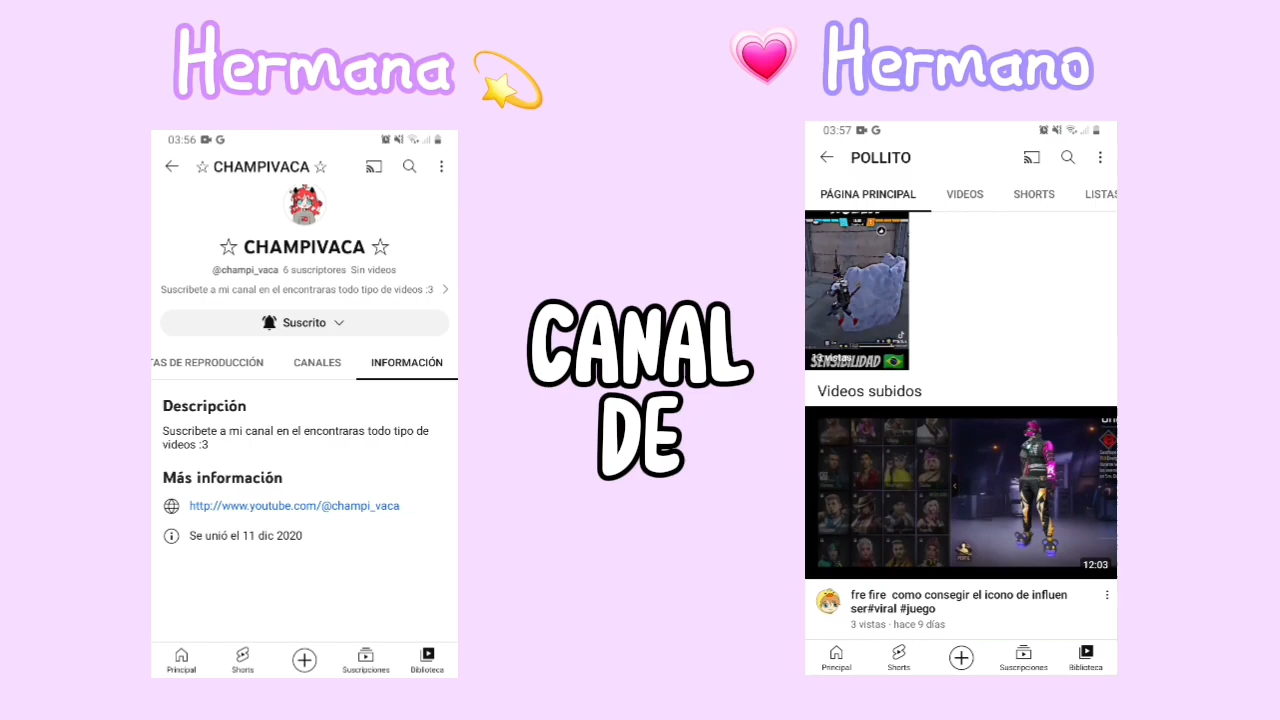 Hermana
Hermano
03:56
☆ CHAMPIVACA ☆
☆ CHAMPIVACA ☆
@champi_vaca 6 suscriptores Sin videos
Suscribete a mi canal en el encontraras todo tipo de videos :3
Suscrito
TAS DE REPRODUCCIÓN CANALES INFORMACIÓN
Descripción
Suscribete a mi canal en el encontraras todo tipo de
videos :3
Más información
http://www.youtube.com/@champi_vaca
Se unió el 11 dic 2020
Principal Shorts Suscripciones Biblioteca
CANAL
DE
03:57
POLLITO
PÁGINA PRINCIPAL VIDEOS SHORTS LISTAS
13 vistas
SENSIBILIDAD
Videos subidos
PERFIL
12:03
fre fire como consegir el icono de influen
ser#viral #juego
3 vistas · hace 9 días
Principal Shorts Suscripciones Biblioteca